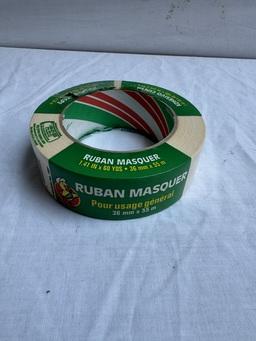 RUBAN MASQUER
1.41 IN x 60 YDS • 36 mm x 55 m
RUBAN MASQUER
Pour usage général
36 mm x 55 m